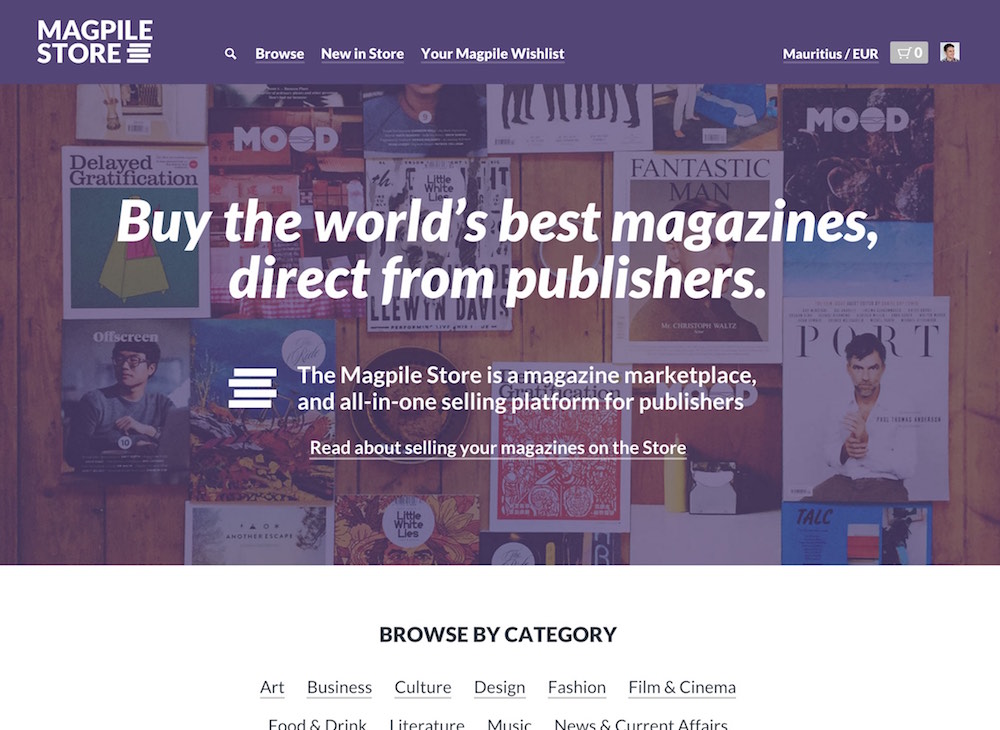 MAGPILE
STORE
Browse
New in Store
Your Magpile Wishlist
Mauritius / EUR
0
MOOD
MOOD
Delayed
Gratification
Little
White
Lies
LLEWYN DAVIS
FANTASTIC
MAN
Mr. CHRISTOPH WALTZ
Buy the world's best magazines,
direct from publishers.
Offscreen
10
PORT
PAUL THOMAS ANDERSON
The Magpile Store is a magazine marketplace,
and all-in-one selling platform for publishers
Read about selling your magazines on the Store
ANOTHER ESCAPE
Little
White
Lies
TALC
BROWSE BY CATEGORY
Art
Business
Culture
Design
Fashion
Film & Cinema
Food & Drink
Literature
Music
News & Current Affairs